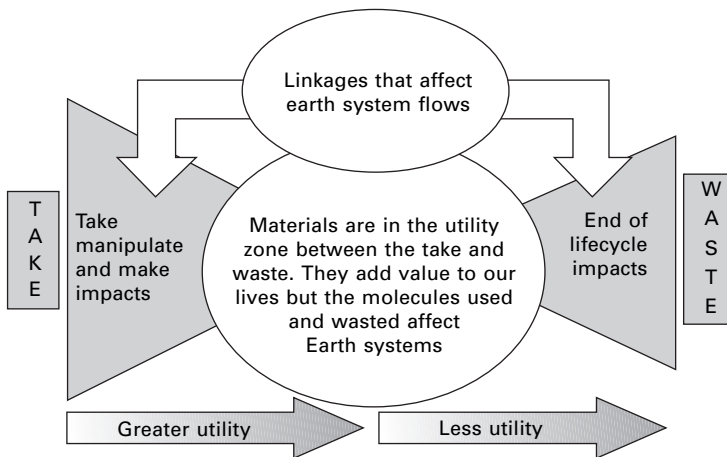 Linkages that affect
earth system flows
TAKE
Take
manipulate
and make
impacts
Materials are in the utility
zone between the take and
waste. They add value to our
lives but the molecules used
and wasted affect
Earth systems
End of
lifecycle
impacts
WASTE
Greater utility
Less utility